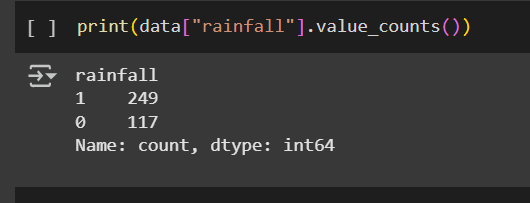 [ ] print(data["rainfall"].value_counts())
rainfall
1    249
0    117
Name: count, dtype: int64